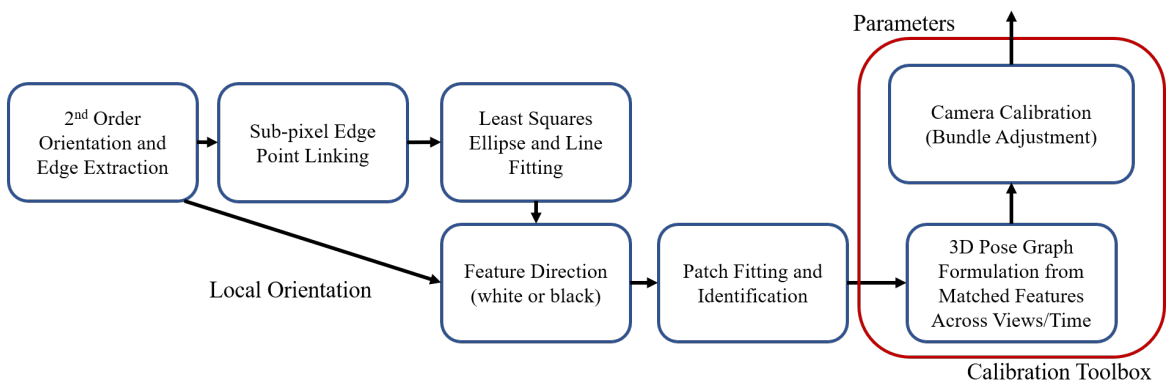 Parameters
2nd Order
Orientation and
Edge Extraction
Sub-pixel Edge
Point Linking
Least Squares
Ellipse and Line
Fitting
Camera Calibration
(Bundle Adjustment)
Local Orientation
Feature Direction
(white or black)
Patch Fitting and
Identification
3D Pose Graph
Formulation from
Matched Features
Across Views/Time
Calibration Toolbox